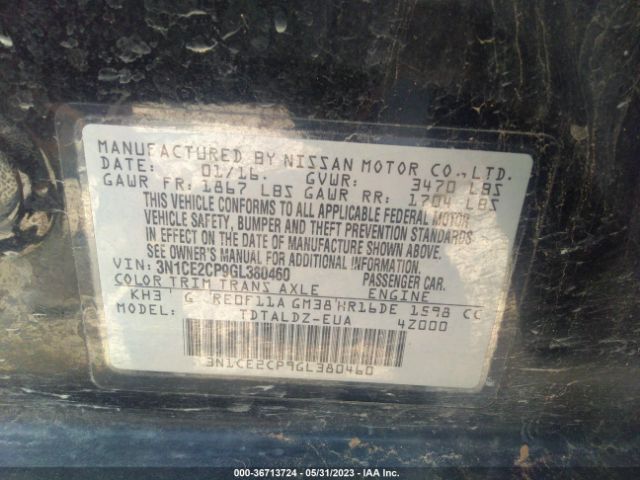 MANUFACTURED BY NISSAN MOTOR CO., LTD.
DATE: 01/16. GVWR: 3470 LBS
GAWR FR: 1867 LBS GAWR RR: 1704 LBS
THIS VEHICLE CONFORMS TO ALL APPLICABLE FEDERAL MOTOR
VEHICLE SAFETY, BUMPER AND THEFT PREVENTION STANDARDS
IN EFFECT ON THE DATE OF MANUFACTURE SHOWN ABOVE.
SEE OWNER'S MANUAL FOR ADDITIONAL INFORMATION.
VIN: 3N1CE2CP9GL380460 PASSENGER CAR.
COLOR TRIM TRANS AXLE ENGINE
KH3 G RE0F11A GM38 HR16DE 1598 CC
MODEL: TDTALDZ-EUA 4Z000
3N1CE2CP9GL380460
000-36713724 - 05/31/2023 - IAA Inc.